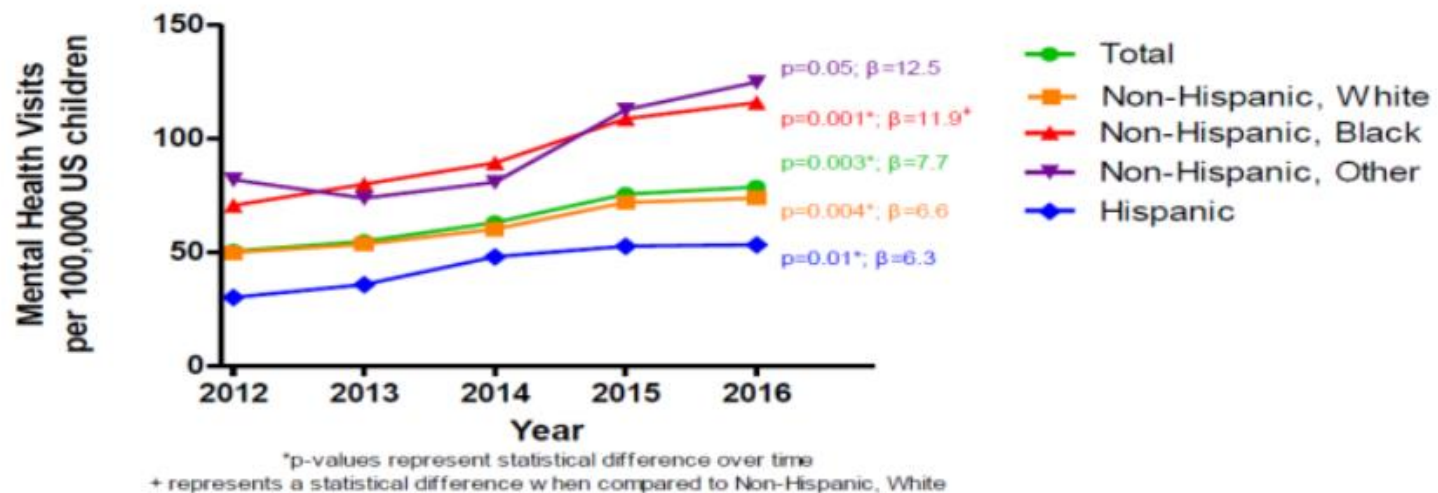 Mental Health Visits
per 100,000 US children
150
100
50
0
2012 2013 2014 2015 2016
Year
p=0.05; β=12.5
p=0.001*; β=11.9+
p=0.003*; β=7.7
p=0.004*; β=6.6
p=0.01*; β=6.3
Total
Non-Hispanic, White
Non-Hispanic, Black
Non-Hispanic, Other
Hispanic
*p-values represent statistical difference over time
+ represents a statistical difference when compared to Non-Hispanic, White